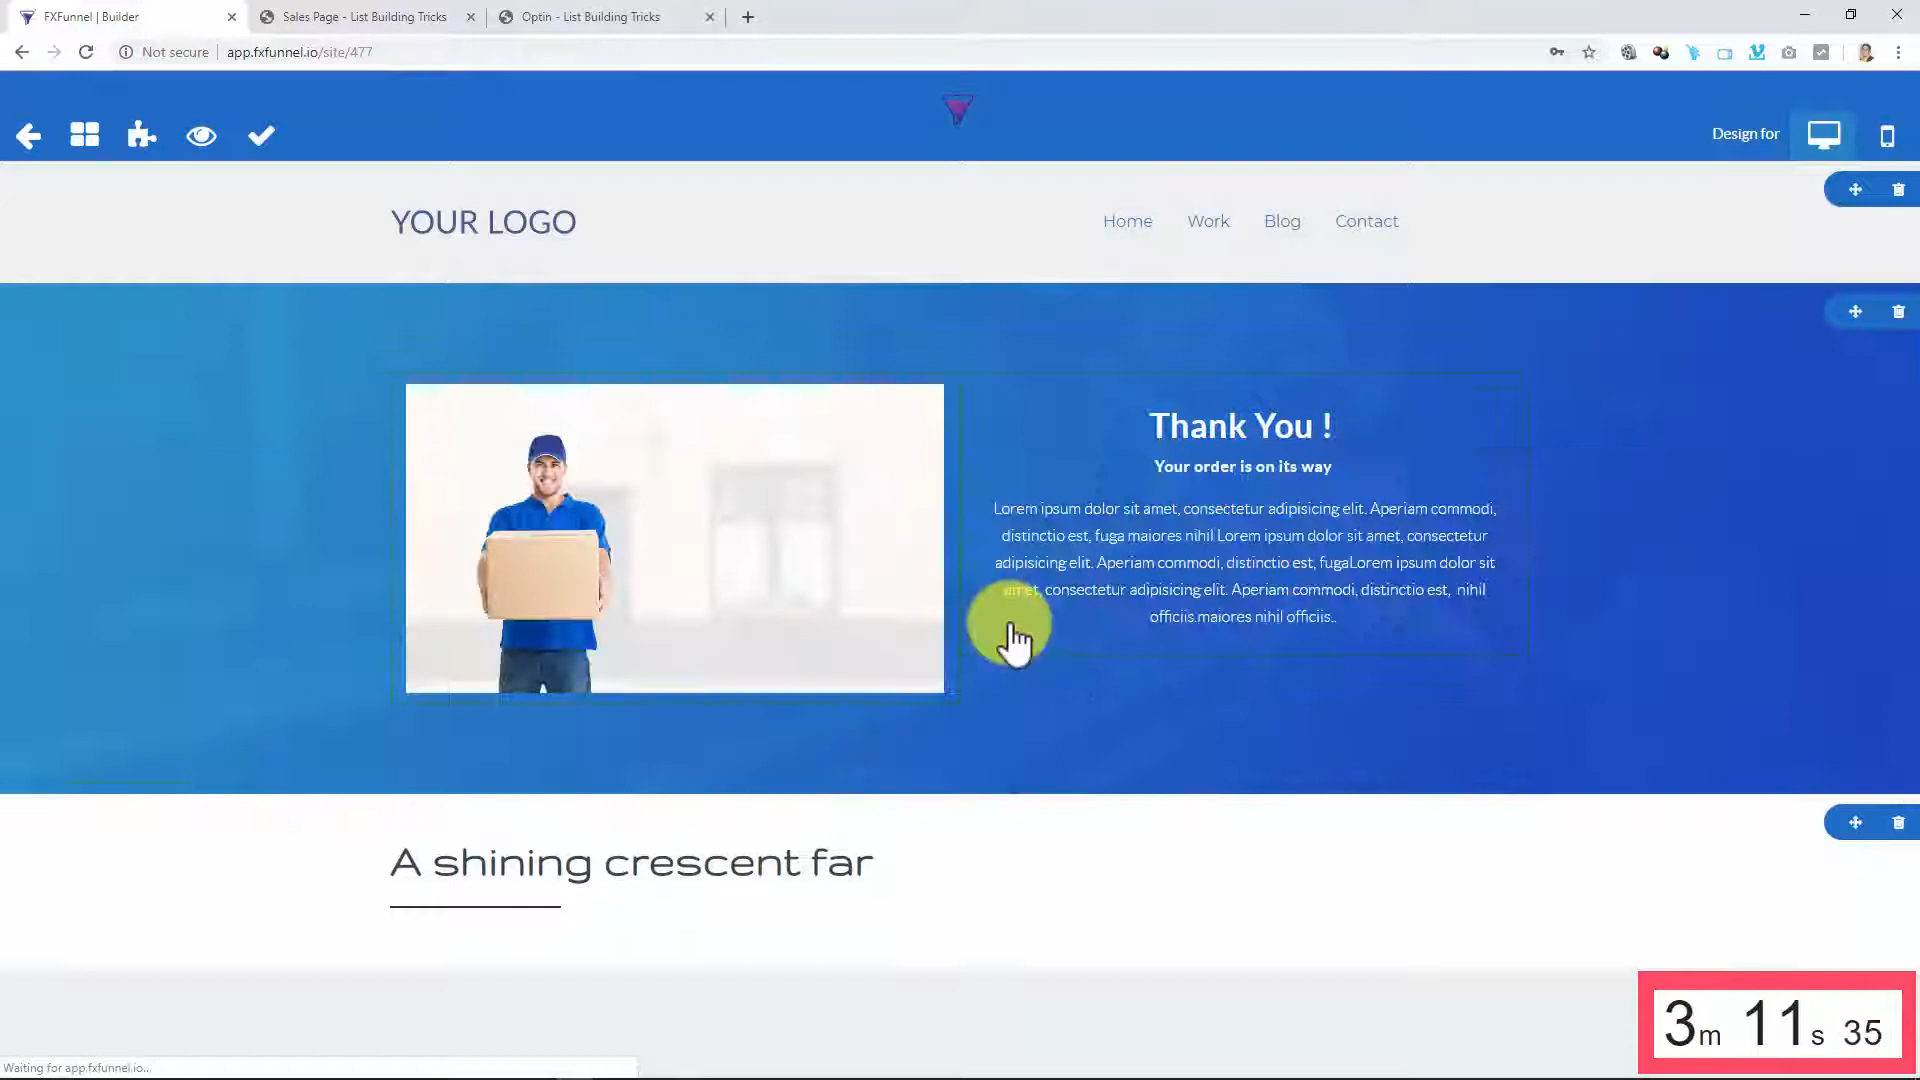 FXFunnel | Builder
Sales Page - List Building Tricks
Optin - List Building Tricks
Not secure
app.fxfunnel.io/site/477
Design for
YOUR LOGO
Home Work Blog Contact
Thank You !
Your order is on its way
Lorem ipsum dolor sit amet, consectetur adipisicing elit. Aperiam commodi,
distinctio est, fuga maiores nihil Lorem ipsum dolor sit amet, consectetur
adipisicing elit. Aperiam commodi, distinctio est, fugaLorem ipsum dolor sit
amet, consectetur adipisicing elit. Aperiam commodi, distinctio est, nihil
officiis.maiores nihil officiis..
A shining crescent far
3m 11s 35
Waiting for app.fxfunnel.io...